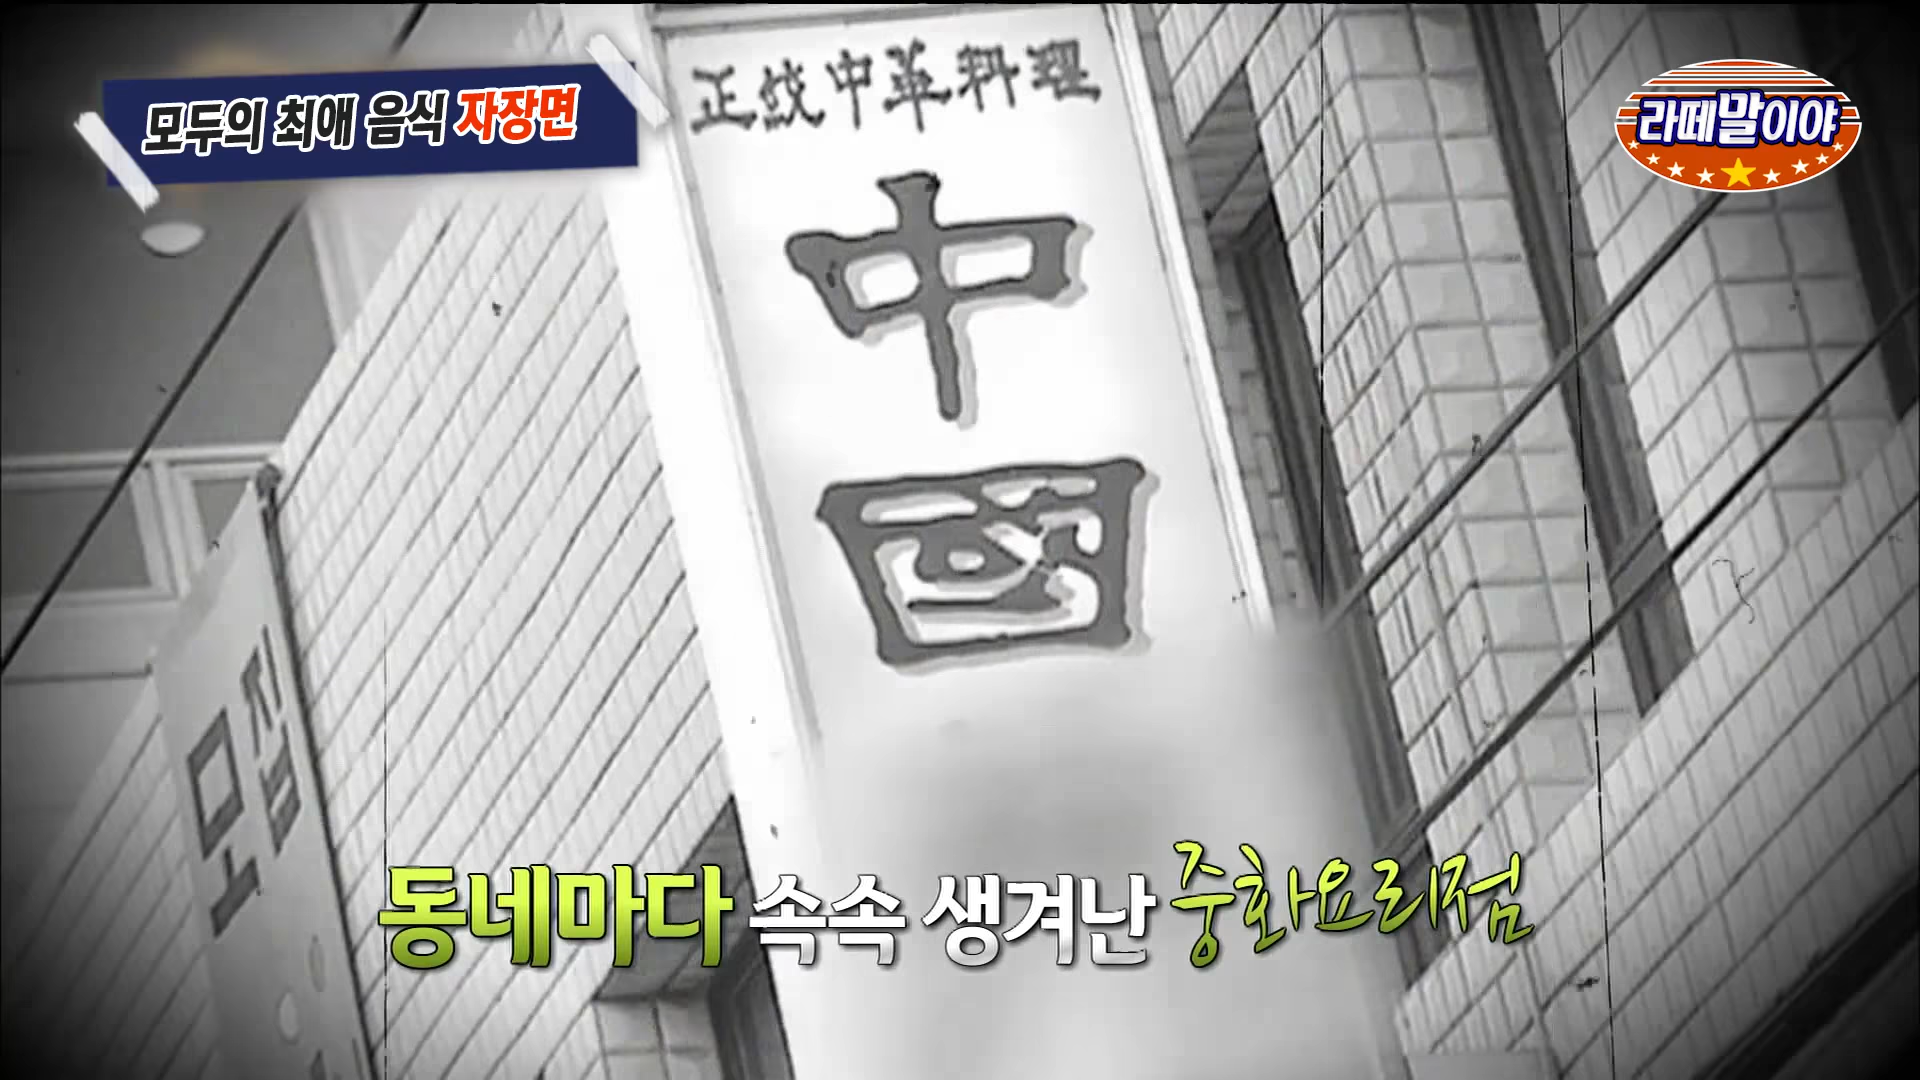 모두의 최애 음식 자장면
라떼말이야
正統中華料理
中
國
모집
동네마다 속속 생겨난 중화요리점